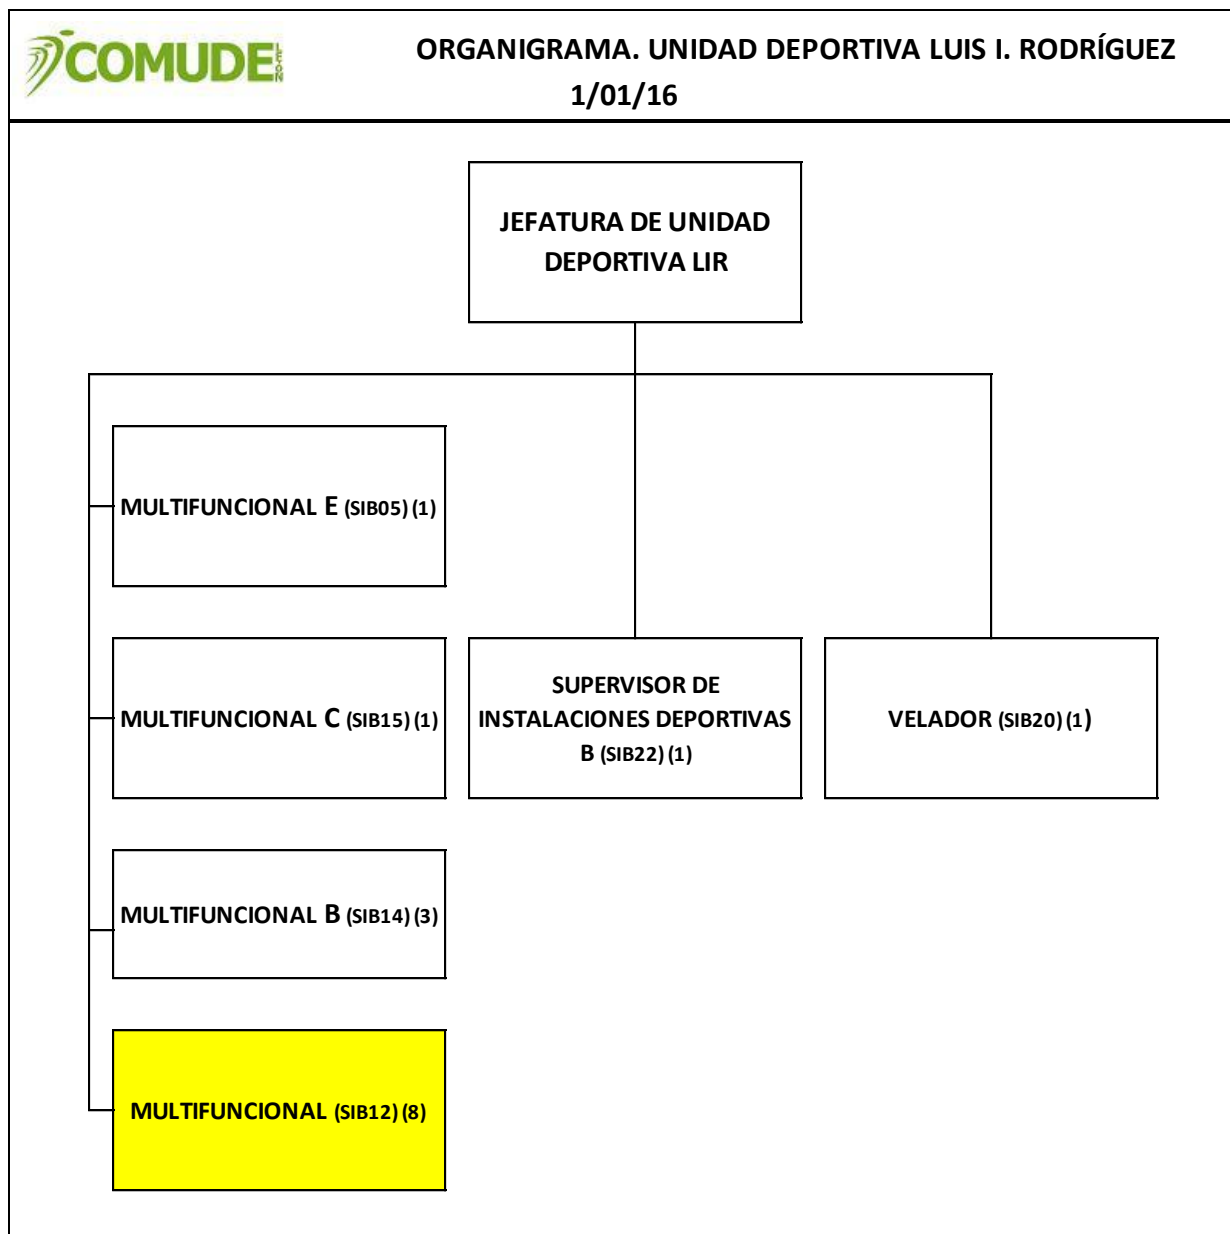 COMUDE LEÓN
ORGANIGRAMA. UNIDAD DEPORTIVA LUIS I. RODRÍGUEZ
1/01/16
JEFATURA DE UNIDAD
DEPORTIVA LIR
MULTIFUNCIONAL E (SIB05) (1)
MULTIFUNCIONAL C (SIB15) (1)
SUPERVISOR DE
INSTALACIONES DEPORTIVAS
B (SIB22) (1)
VELADOR (SIB20) (1)
MULTIFUNCIONAL B (SIB14) (3)
MULTIFUNCIONAL (SIB12) (8)